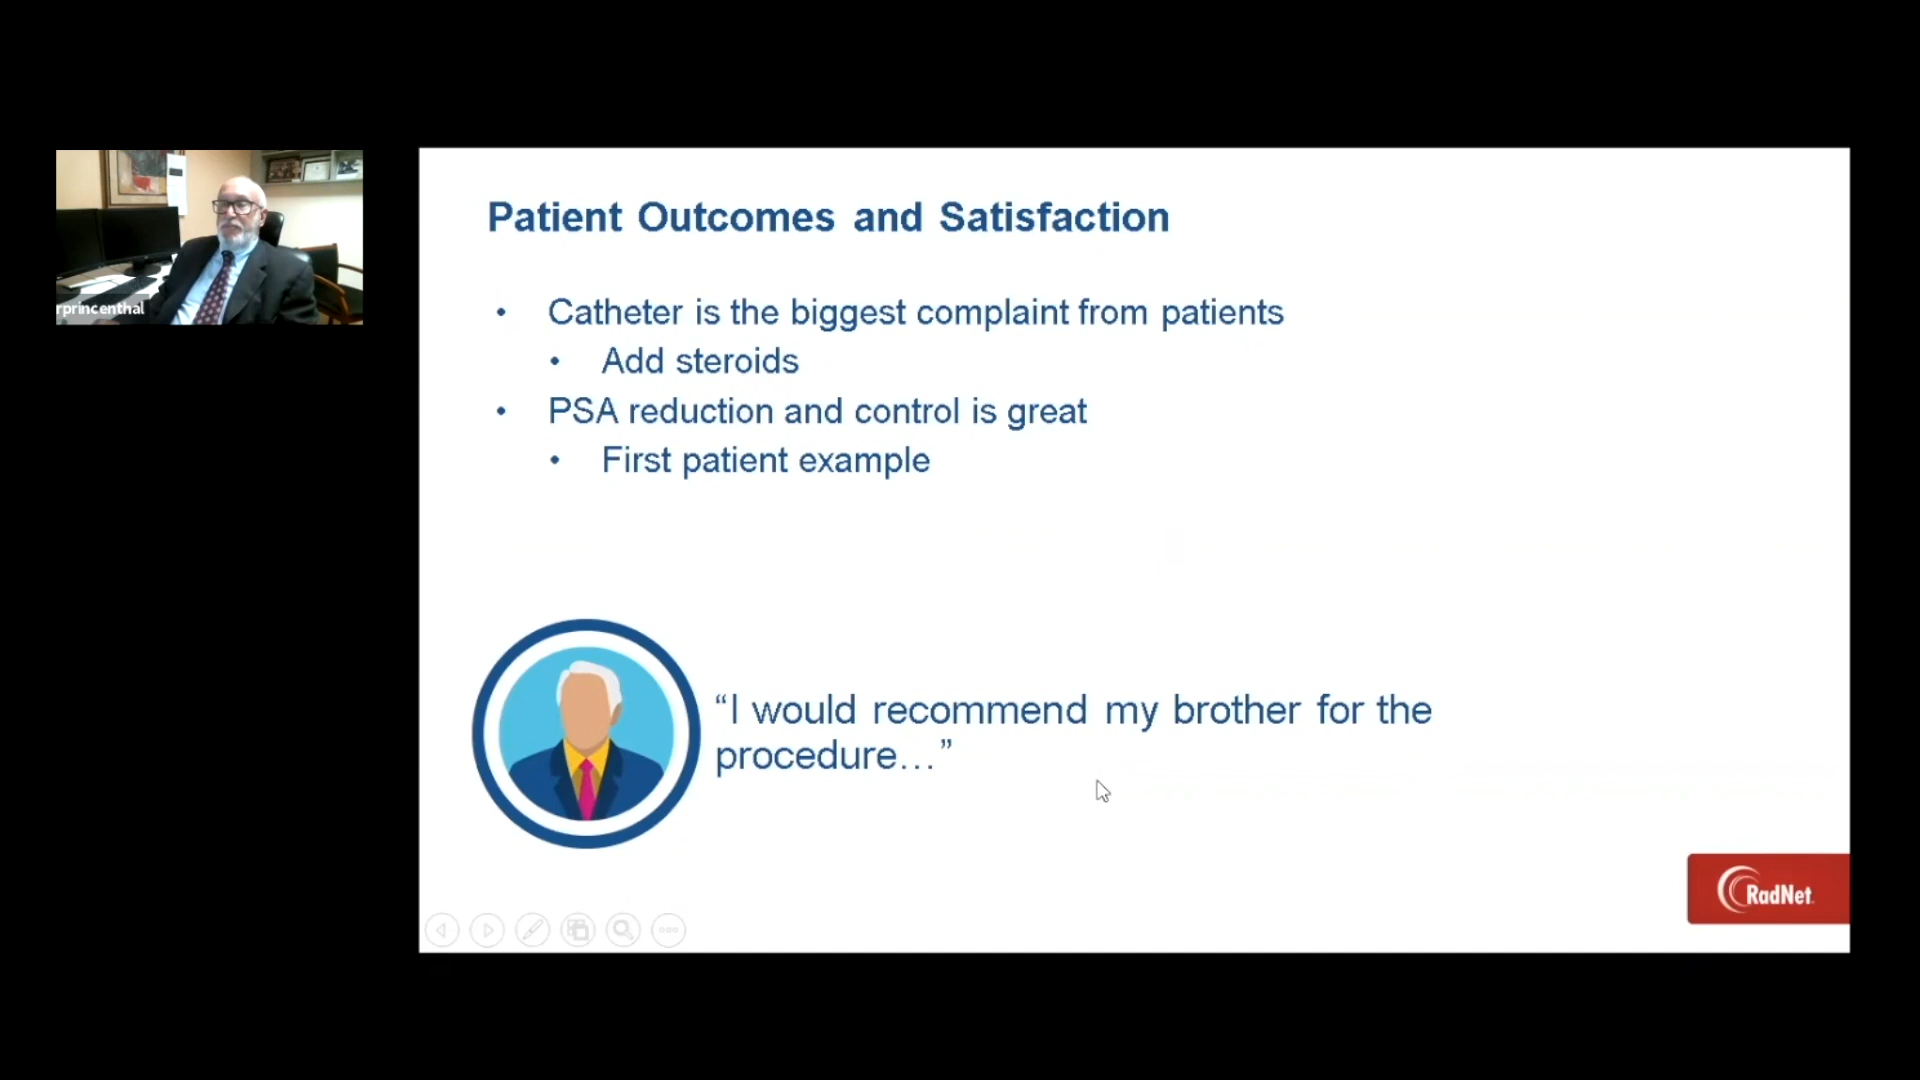 rprincenthal
Patient Outcomes and Satisfaction
• Catheter is the biggest complaint from patients
• Add steroids
• PSA reduction and control is great
• First patient example
“I would recommend my brother for the
procedure…”
RadNet